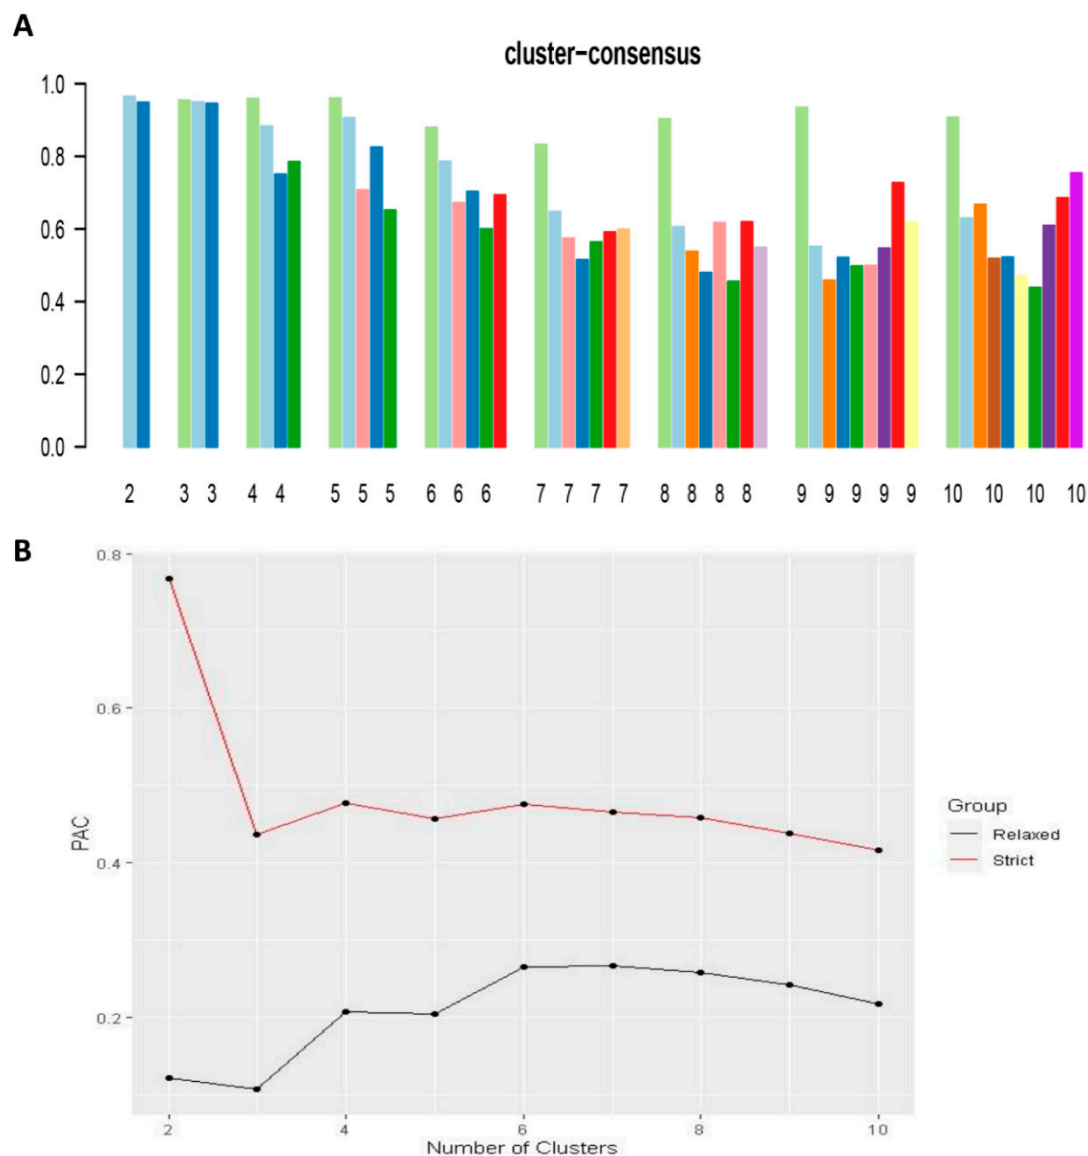 A
cluster-consensus
1.0
0.8
0.6
0.4
0.2
0.0
2 3 3 4 4 5 5 5 6 6 6 7 7 7 7 8 8 8 8 9 9 9 9 9 10 10 10 10
B
0.8
0.6
0.4
0.2
PAC
2 4 6 8 10
Number of Clusters
Group
Relaxed
Strict